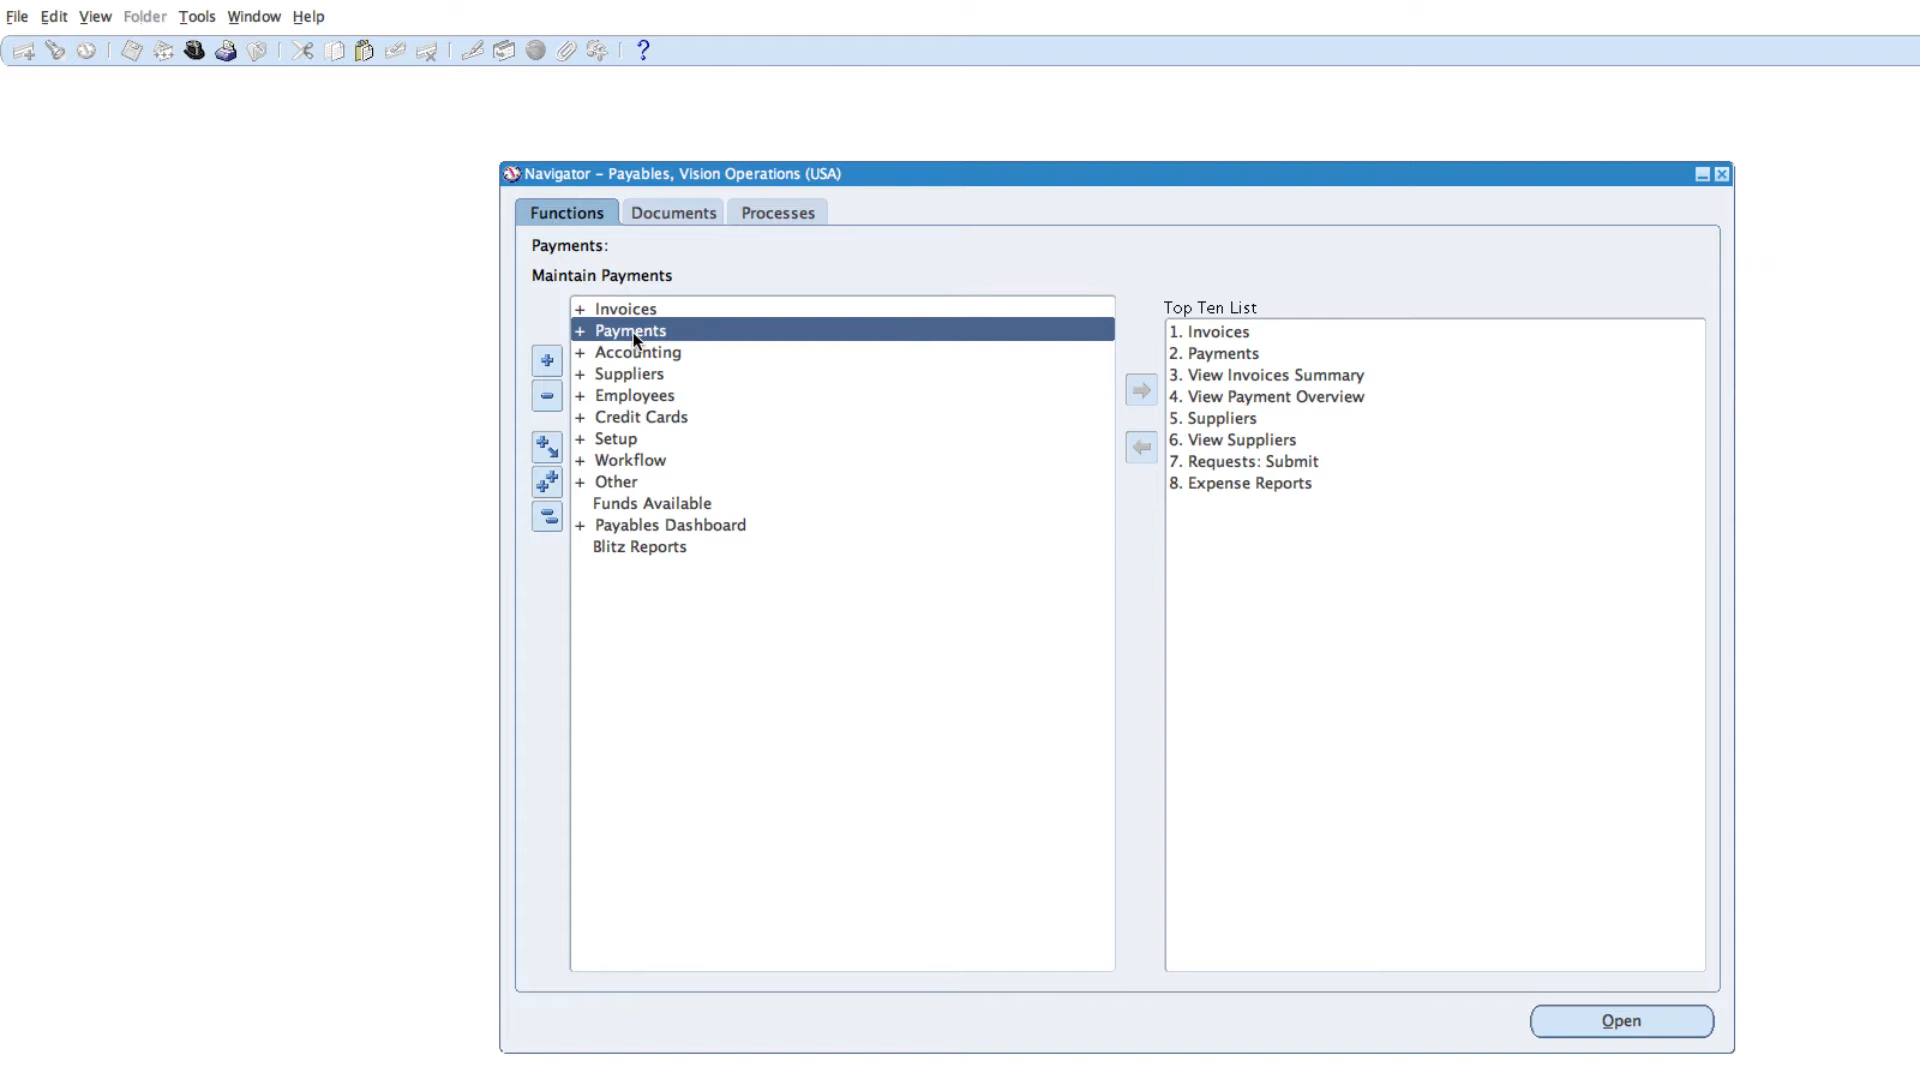 File Edit View Folder Tools Window Help
?
Navigator – Payables, Vision Operations (USA)
Functions Documents Processes
Payments:
Maintain Payments
+ Invoices
+ Payments
+ Accounting
+ Suppliers
+ Employees
+ Credit Cards
+ Setup
+ Workflow
+ Other
Funds Available
+ Payables Dashboard
Blitz Reports
Top Ten List
1. Invoices
2. Payments
3. View Invoices Summary
4. View Payment Overview
5. Suppliers
6. View Suppliers
7. Requests: Submit
8. Expense Reports
Open